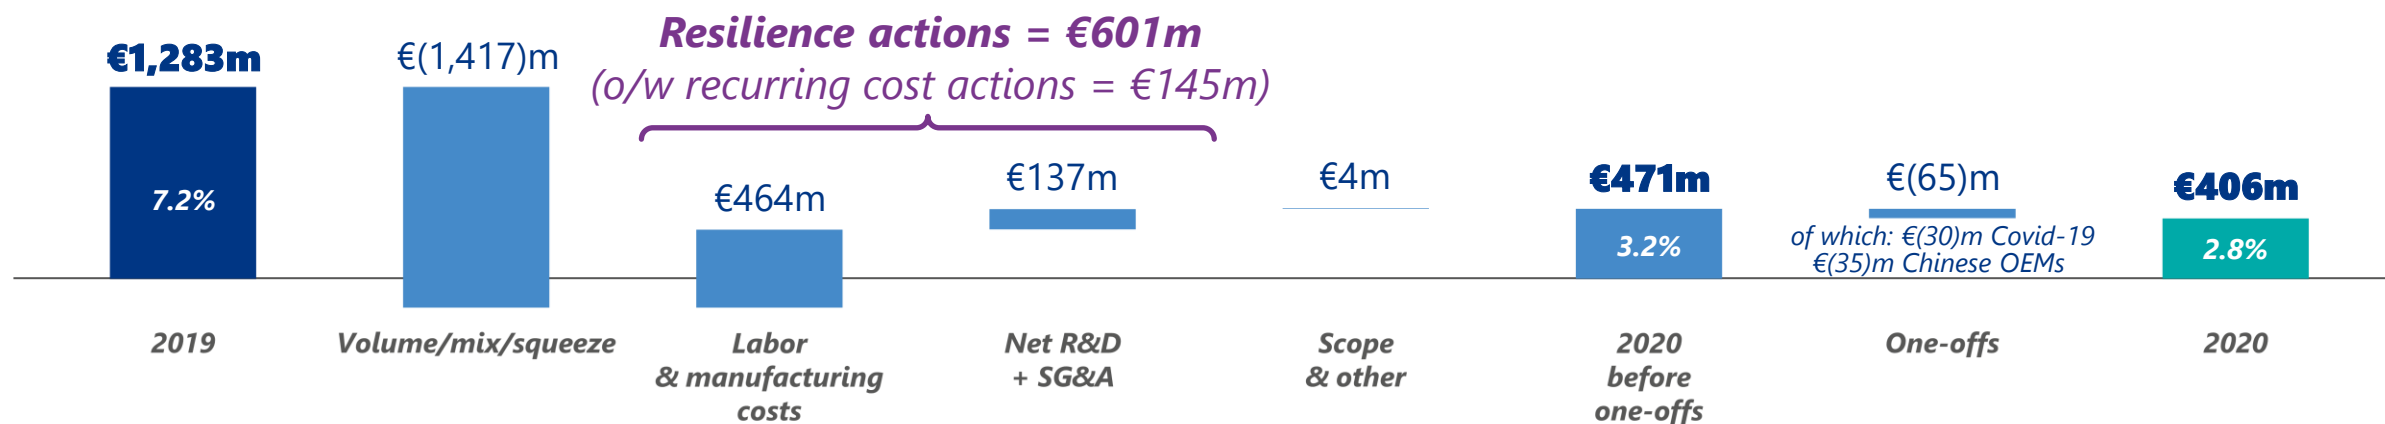 Resilience actions = €601m
(o/w recurring cost actions = €145m)
€1,283m
€(1,417)m
€464m
€137m
€4m
€471m
€(65)m
€406m
7.2%
3.2%
of which: €(30)m Covid-19
€(35)m Chinese OEMs
2.8%
2019
Volume/mix/squeeze
Labor
& manufacturing
costs
Net R&D
+ SG&A
Scope
& other
2020
before
one-offs
One-offs
2020